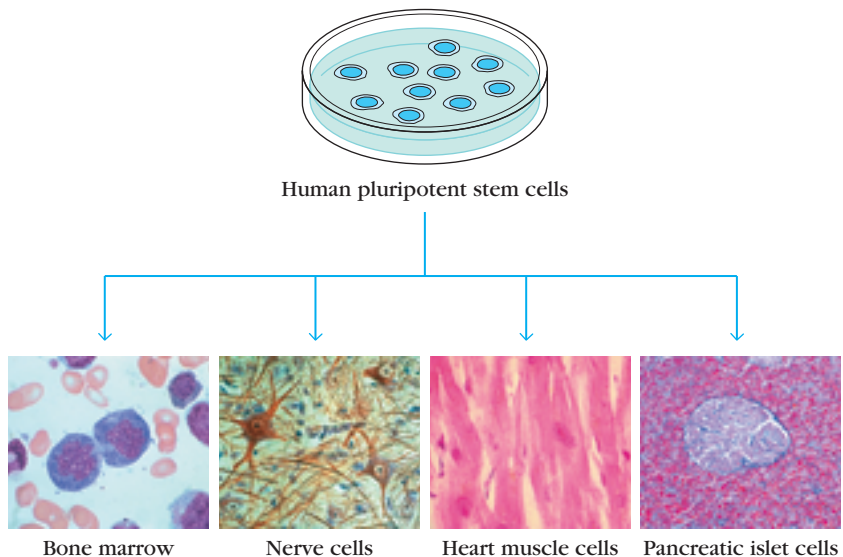 Human pluripotent stem cells
Bone marrow
Nerve cells
Heart muscle cells
Pancreatic islet cells